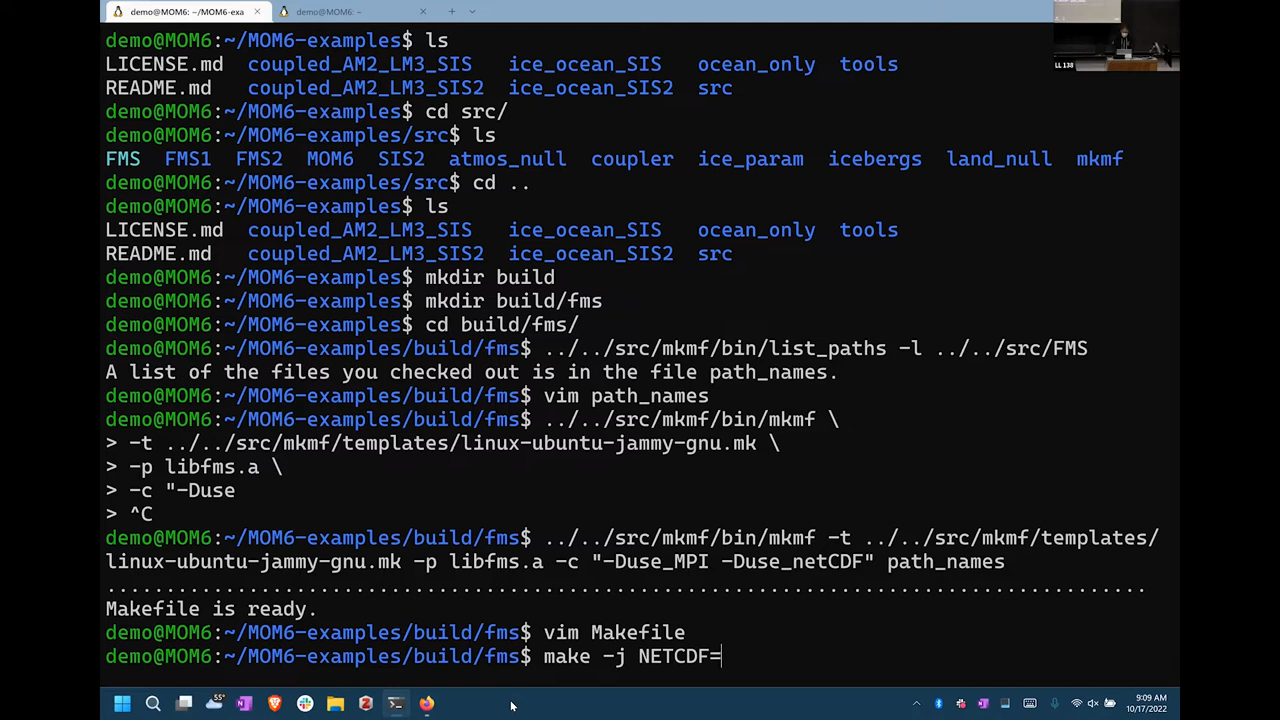 demo@MOM6: ~/MOM6-exa
demo@MOM6: ~
demo@MOM6:~/MOM6-examples$ ls
LICENSE.md coupled_AM2_LM3_SIS ice_ocean_SIS ocean_only tools
README.md coupled_AM2_LM3_SIS2 ice_ocean_SIS2 src
demo@MOM6:~/MOM6-examples$ cd src/
demo@MOM6:~/MOM6-examples/src$ ls
FMS FMS1 FMS2 MOM6 SIS2 atmos_null coupler ice_param icebergs land_null mkmf
demo@MOM6:~/MOM6-examples/src$ cd ..
demo@MOM6:~/MOM6-examples$ ls
LICENSE.md coupled_AM2_LM3_SIS ice_ocean_SIS ocean_only tools
README.md coupled_AM2_LM3_SIS2 ice_ocean_SIS2 src
demo@MOM6:~/MOM6-examples$ mkdir build
demo@MOM6:~/MOM6-examples$ mkdir build/fms
demo@MOM6:~/MOM6-examples$ cd build/fms/
demo@MOM6:~/MOM6-examples/build/fms$ ../../src/mkmf/bin/list_paths -l ../../src/FMS
A list of the files you checked out is in the file path_names.
demo@MOM6:~/MOM6-examples/build/fms$ vim path_names
demo@MOM6:~/MOM6-examples/build/fms$ ../../src/mkmf/bin/mkmf \
> -t ../../src/mkmf/templates/linux-ubuntu-jammy-gnu.mk \
> -p libfms.a \
> -c "-Duse
> ^C
demo@MOM6:~/MOM6-examples/build/fms$ ../../src/mkmf/bin/mkmf -t ../../src/mkmf/templates/
linux-ubuntu-jammy-gnu.mk -p libfms.a -c "-Duse_MPI -Duse_netCDF" path_names
........................................................................................
Makefile is ready.
demo@MOM6:~/MOM6-examples/build/fms$ vim Makefile
demo@MOM6:~/MOM6-examples/build/fms$ make -j NETCDF=
LL 138
55°
9:09 AM
10/17/2022